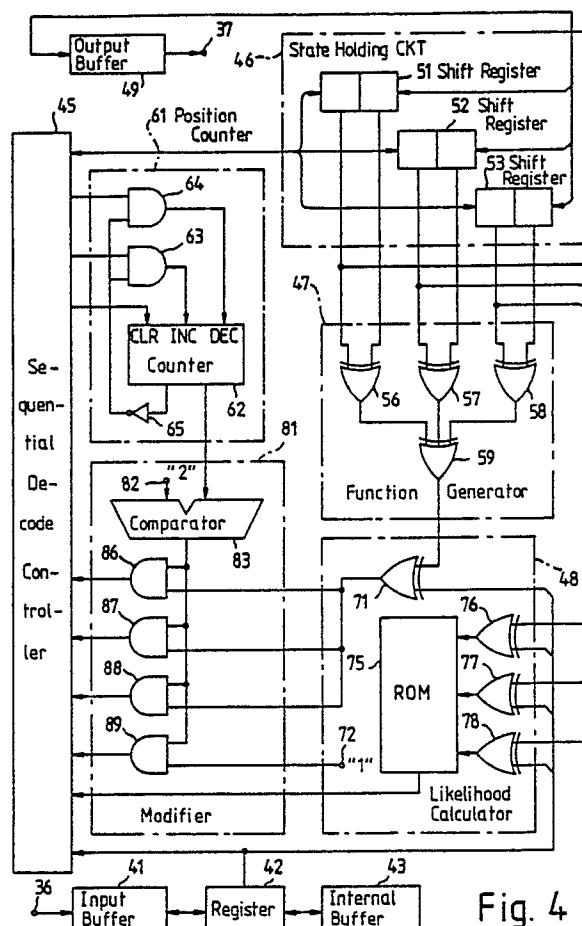 Output
Buffer
49
37
46
State Holding CKT
51 Shift Register
52 Shift
Register
53 Shift
Register
45
61 Position
Counter
64
63
CLR INC DEC
Counter
62
65
47
56
57
58
59
Function Generator
81
82
"2"
Comparator
83
86
87
88
89
72
"1"
Modifier
48
71
76
77
78
75
ROM
Likelihood
Calculator
Se-
quen-
tial
De-
code
Con-
trol-
ler
36
41
Input
Buffer
42
Register
43
Internal
Buffer
Fig. 4